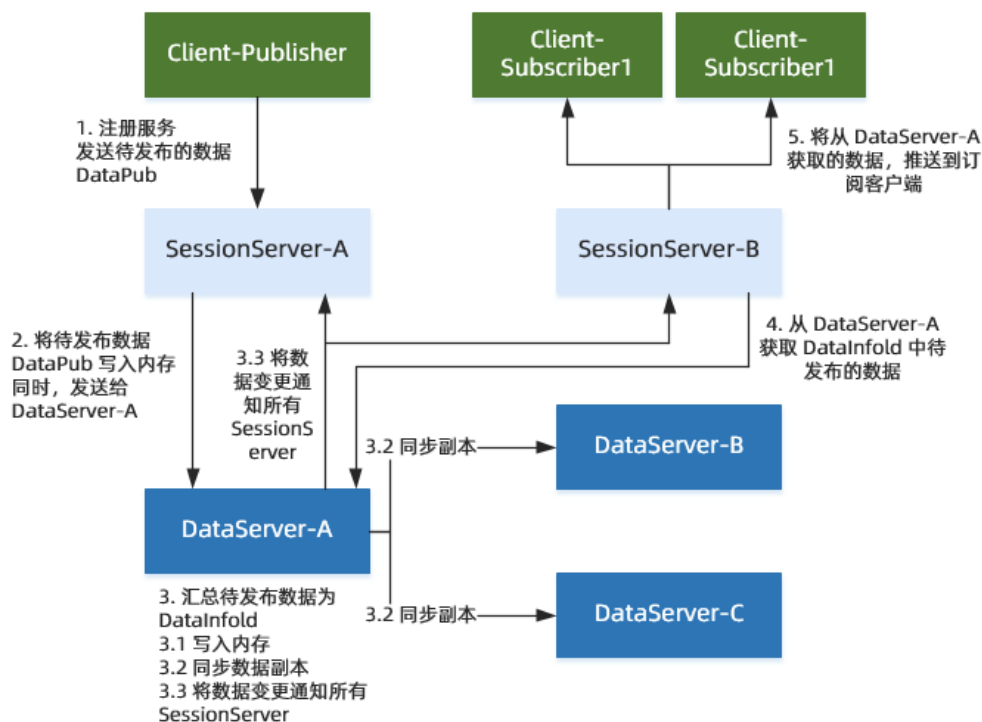 Client-Publisher
Client-
Subscriber1
Client-
Subscriber1
1. 注册服务
发送待发布的数据
DataPub
5. 将从 DataServer-A
获取的数据，推送到订
阅客户端
SessionServer-A
SessionServer-B
2. 将待发布数据
DataPub 写入内存
同时，发送给
DataServer-A
3.3 将数
据变更通
知所有
SessionS
erver
4. 从 DataServer-A
获取 DataInfold 中待
发布的数据
3.2 同步副本
DataServer-B
DataServer-A
3. 汇总待发布数据为
DataInfold
3.1 写入内存
3.2 同步数据副本
3.3 将数据变更通知所有
SessionServer
3.2 同步副本
DataServer-C